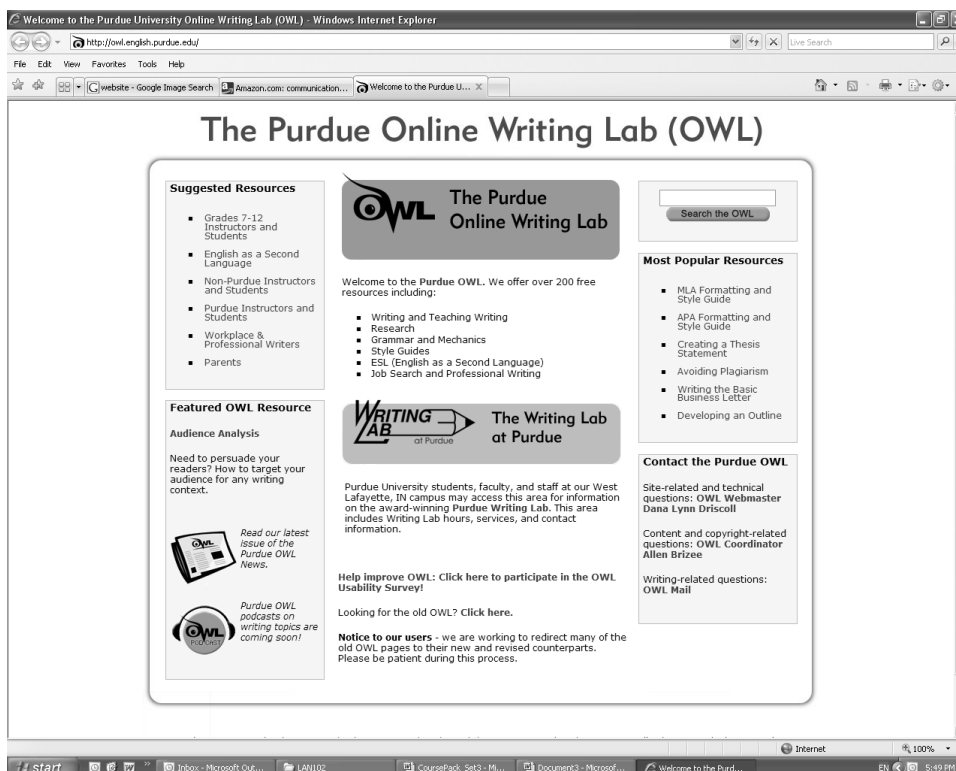 Welcome to the Purdue University Online Writing Lab (OWL) - Windows Internet Explorer
http://owl.english.purdue.edu/
Live Search
File Edit View Favorites Tools Help
website - Google Image Search
Amazon.com: communication...
Welcome to the Purdue U...
The Purdue Online Writing Lab (OWL)
Suggested Resources
Grades 7-12
Instructors and
Students
English as a Second
Language
Non-Purdue Instructors
and Students
Purdue Instructors and
Students
Workplace &
Professional Writers
Parents
Featured OWL Resource
Audience Analysis
Need to persuade your
readers? How to target your
audience for any writing
context.
OWL
Read our latest
issue of the
Purdue OWL
News.
OWL
PODCAST
Purdue OWL
podcasts on
writing topics are
coming soon!
OWL
The Purdue
Online Writing Lab
Welcome to the Purdue OWL. We offer over 200 free
resources including:
Writing and Teaching Writing
Research
Grammar and Mechanics
Style Guides
ESL (English as a Second Language)
Job Search and Professional Writing
WRITING
LAB
at Purdue
The Writing Lab
at Purdue
Purdue University students, faculty, and staff at our West
Lafayette, IN campus may access this area for information
on the award-winning Purdue Writing Lab. This area
includes Writing Lab hours, services, and contact
information.
Help improve OWL: Click here to participate in the OWL
Usability Survey!
Looking for the old OWL? Click here.
Notice to our users - we are working to redirect many of the
old OWL pages to their new and revised counterparts.
Please be patient during this process.
Search the OWL
Most Popular Resources
MLA Formatting and
Style Guide
APA Formatting and
Style Guide
Creating a Thesis
Statement
Avoiding Plagiarism
Writing the Basic
Business Letter
Developing an Outline
Contact the Purdue OWL
Site-related and technical
questions: OWL Webmaster
Dana Lynn Driscoll
Content and copyright-related
questions: OWL Coordinator
Allen Brizee
Writing-related questions:
OWL Mail
Internet
100%
start
Inbox - Microsoft Out...
LAN102
CoursePack_Set3 - Mi...
Document3 - Microsof...
Welcome to the Purd...
EN
5:49 PM